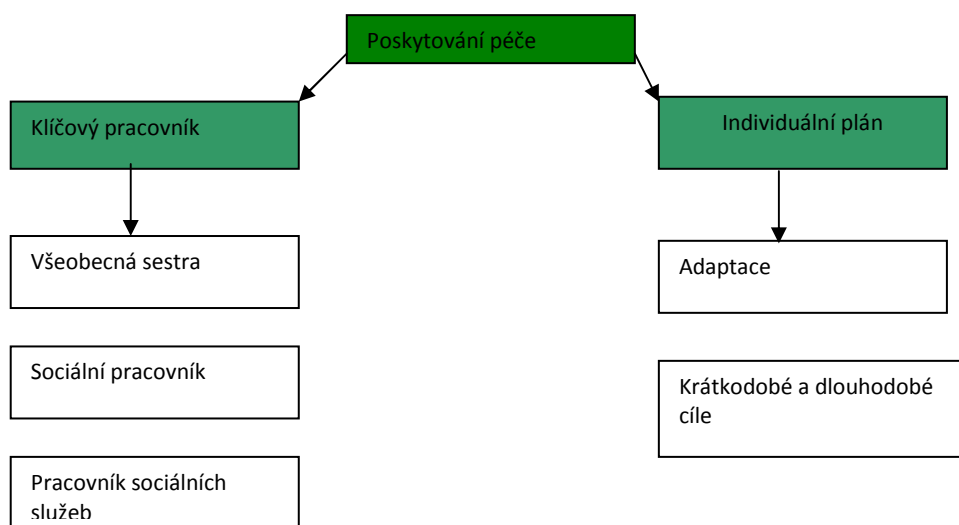 Poskytování péče
Klíčový pracovník
Individuální plán
Všeobecná sestra
Adaptace
Sociální pracovník
Krátkodobé a dlouhodobé
cíle
Pracovník sociálních
služeb